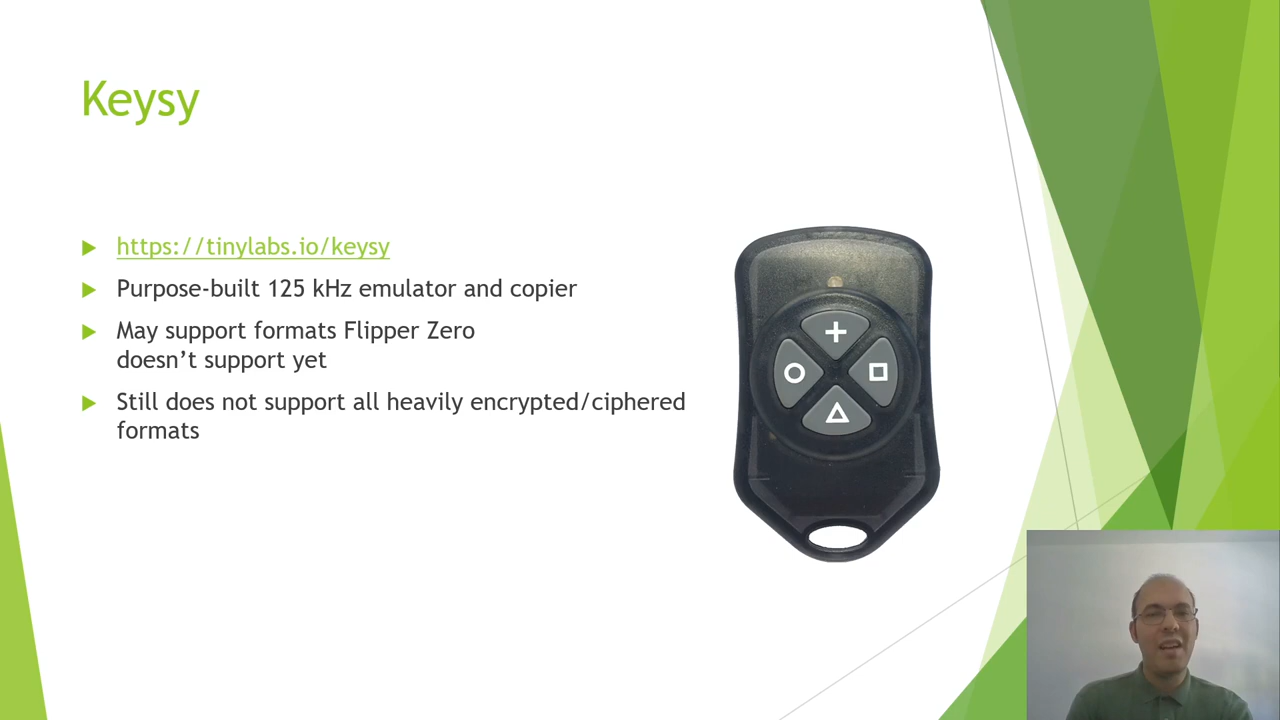 Keysy
https://tinylabs.io/keysy
Purpose-built 125 kHz emulator and copier
May support formats Flipper Zero
doesn’t support yet
Still does not support all heavily encrypted/ciphered
formats